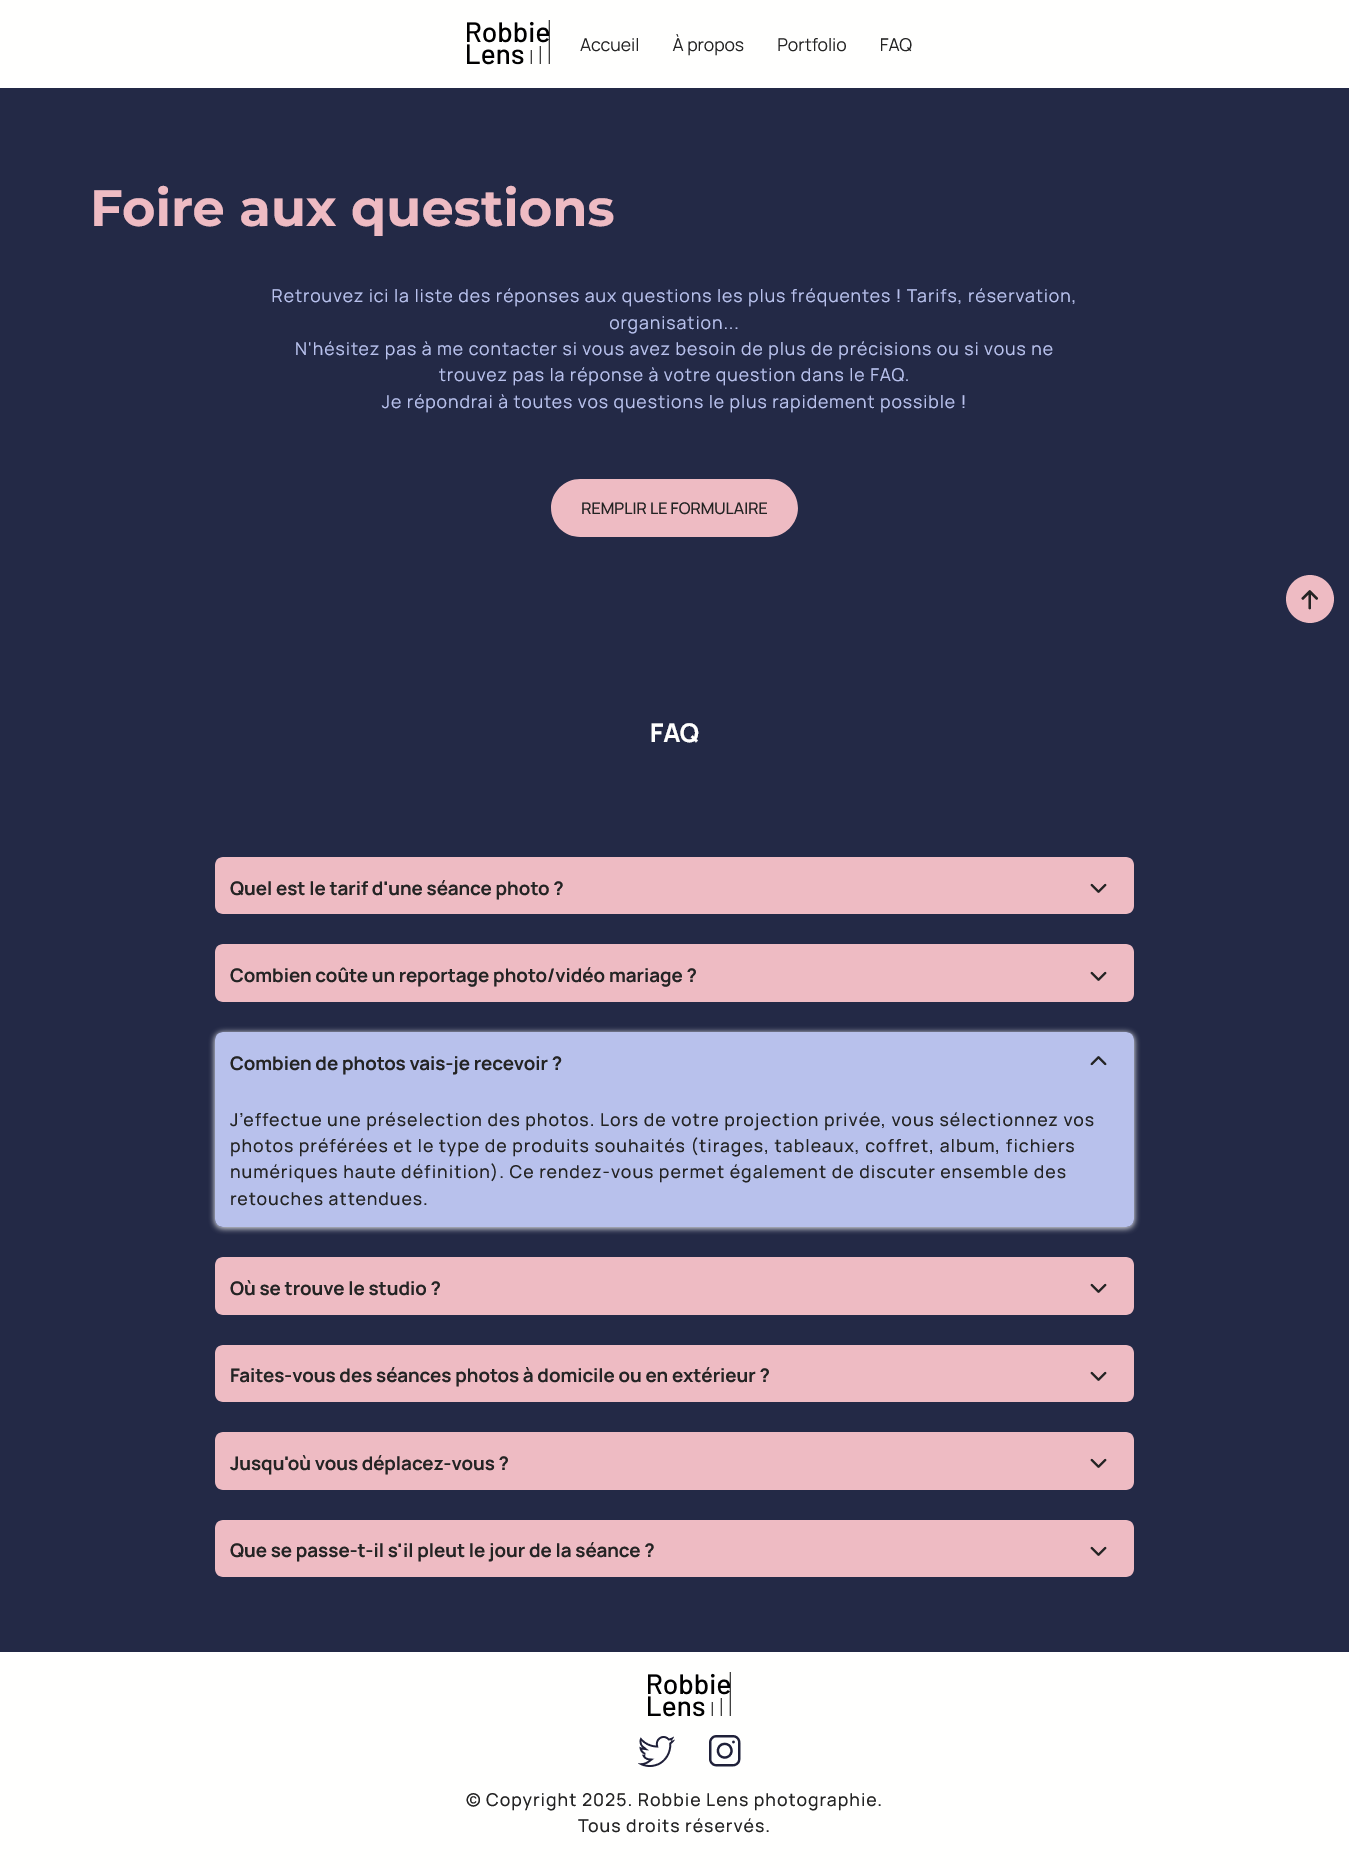 Robbie
Lens
Accueil
À propos
Portfolio
FAQ
Foire aux questions
Retrouvez ici la liste des réponses aux questions les plus fréquentes ! Tarifs, réservation,
organisation...
N'hésitez pas à me contacter si vous avez besoin de plus de précisions ou si vous ne
trouvez pas la réponse à votre question dans le FAQ.
Je répondrai à toutes vos questions le plus rapidement possible !
REMPLIR LE FORMULAIRE
FAQ
Quel est le tarif d'une séance photo ?
Combien coûte un reportage photo/vidéo mariage ?
Combien de photos vais-je recevoir ?
J'effectue une préselection des photos. Lors de votre projection privée, vous sélectionnez vos
photos préférées et le type de produits souhaités (tirages, tableaux, coffret, album, fichiers
numériques haute définition). Ce rendez-vous permet également de discuter ensemble des
retouches attendues.
Où se trouve le studio ?
Faites-vous des séances photos à domicile ou en extérieur ?
Jusqu'où vous déplacez-vous ?
Que se passe-t-il s'il pleut le jour de la séance ?
Robbie
Lens
© Copyright 2025. Robbie Lens photographie.
Tous droits réservés.